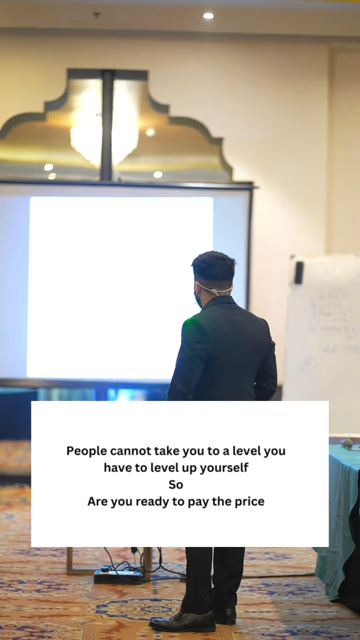 People cannot take you to a level you
have to level up yourself
So
Are you ready to pay the price